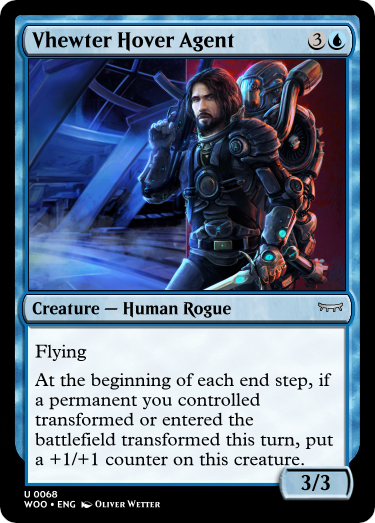 Vhewter Hover Agent 3
Creature — Human Rogue
Flying
At the beginning of each end step, if
a permanent you controlled
transformed or entered the
battlefield transformed this turn, put
a +1/+1 counter on this creature.
3/3
U 0068
WOO • ENG Oliver Wetter